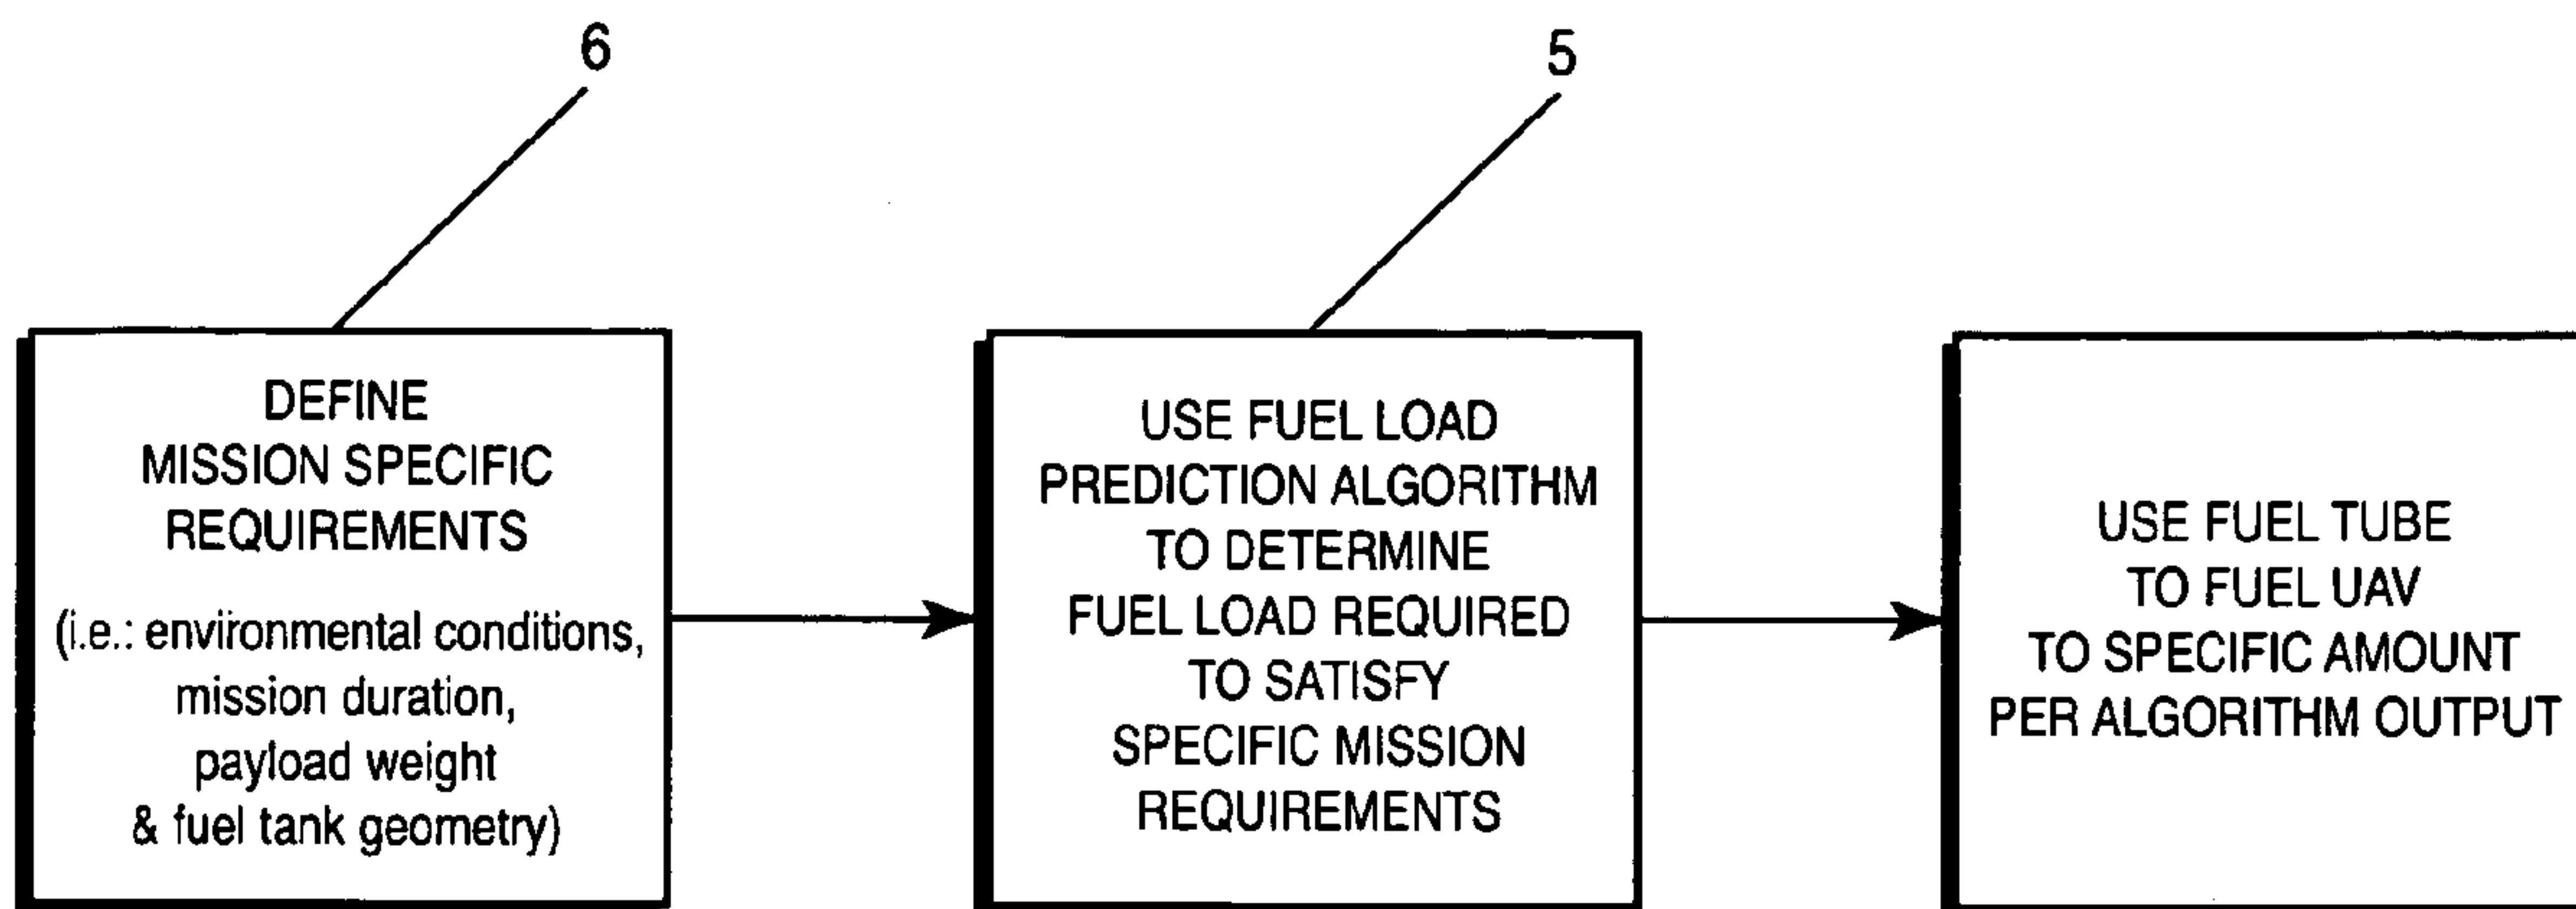 6
5
DEFINE
MISSION SPECIFIC
REQUIREMENTS
(i.e.: environmental conditions,
mission duration,
payload weight
& fuel tank geometry)
USE FUEL LOAD
PREDICTION ALGORITHM
TO DETERMINE
FUEL LOAD REQUIRED
TO SATISFY
SPECIFIC MISSION
REQUIREMENTS
USE FUEL TUBE
TO FUEL UAV
TO SPECIFIC AMOUNT
PER ALGORITHM OUTPUT